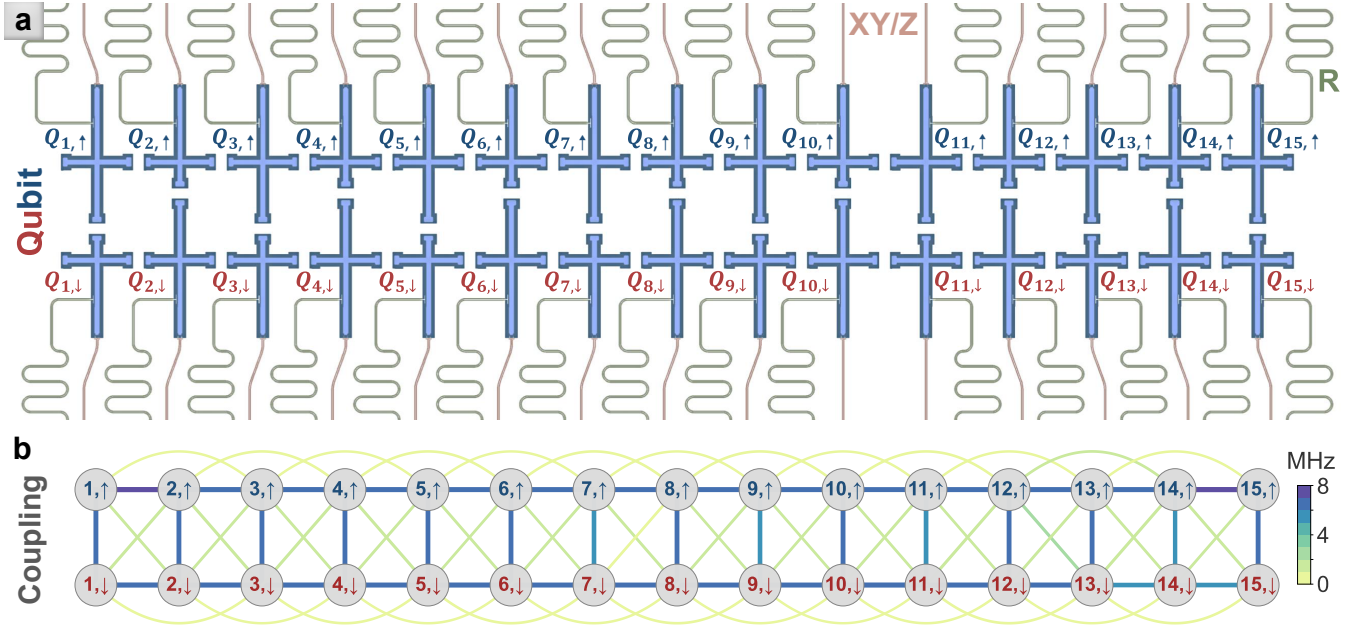 a
XY/Z
R
Q1,↑ Q2,↑ Q3,↑ Q4,↑ Q5,↑ Q6,↑ Q7,↑ Q8,↑ Q9,↑ Q10,↑ Q11,↑ Q12,↑ Q13,↑ Q14,↑ Q15,↑
Qubit
Q1,↓ Q2,↓ Q3,↓ Q4,↓ Q5,↓ Q6,↓ Q7,↓ Q8,↓ Q9,↓ Q10,↓ Q11,↓ Q12,↓ Q13,↓ Q14,↓ Q15,↓
b
Coupling
1,↑ 2,↑ 3,↑ 4,↑ 5,↑ 6,↑ 7,↑ 8,↑ 9,↑ 10,↑ 11,↑ 12,↑ 13,↑ 14,↑ 15,↑
1,↓ 2,↓ 3,↓ 4,↓ 5,↓ 6,↓ 7,↓ 8,↓ 9,↓ 10,↓ 11,↓ 12,↓ 13,↓ 14,↓ 15,↓
MHz
8
4
0